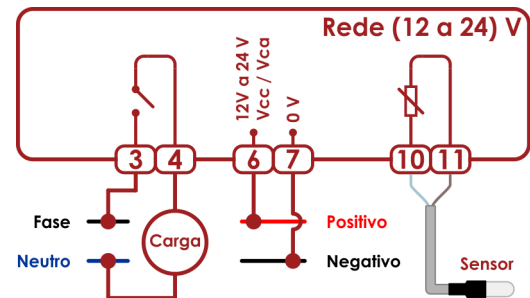 Rede (12 a 24) V
12V a 24 V
Vcc / Vca
0 V
3
4
6
7
10
11
Fase
Neutro
Carga
Positivo
Negativo
Sensor